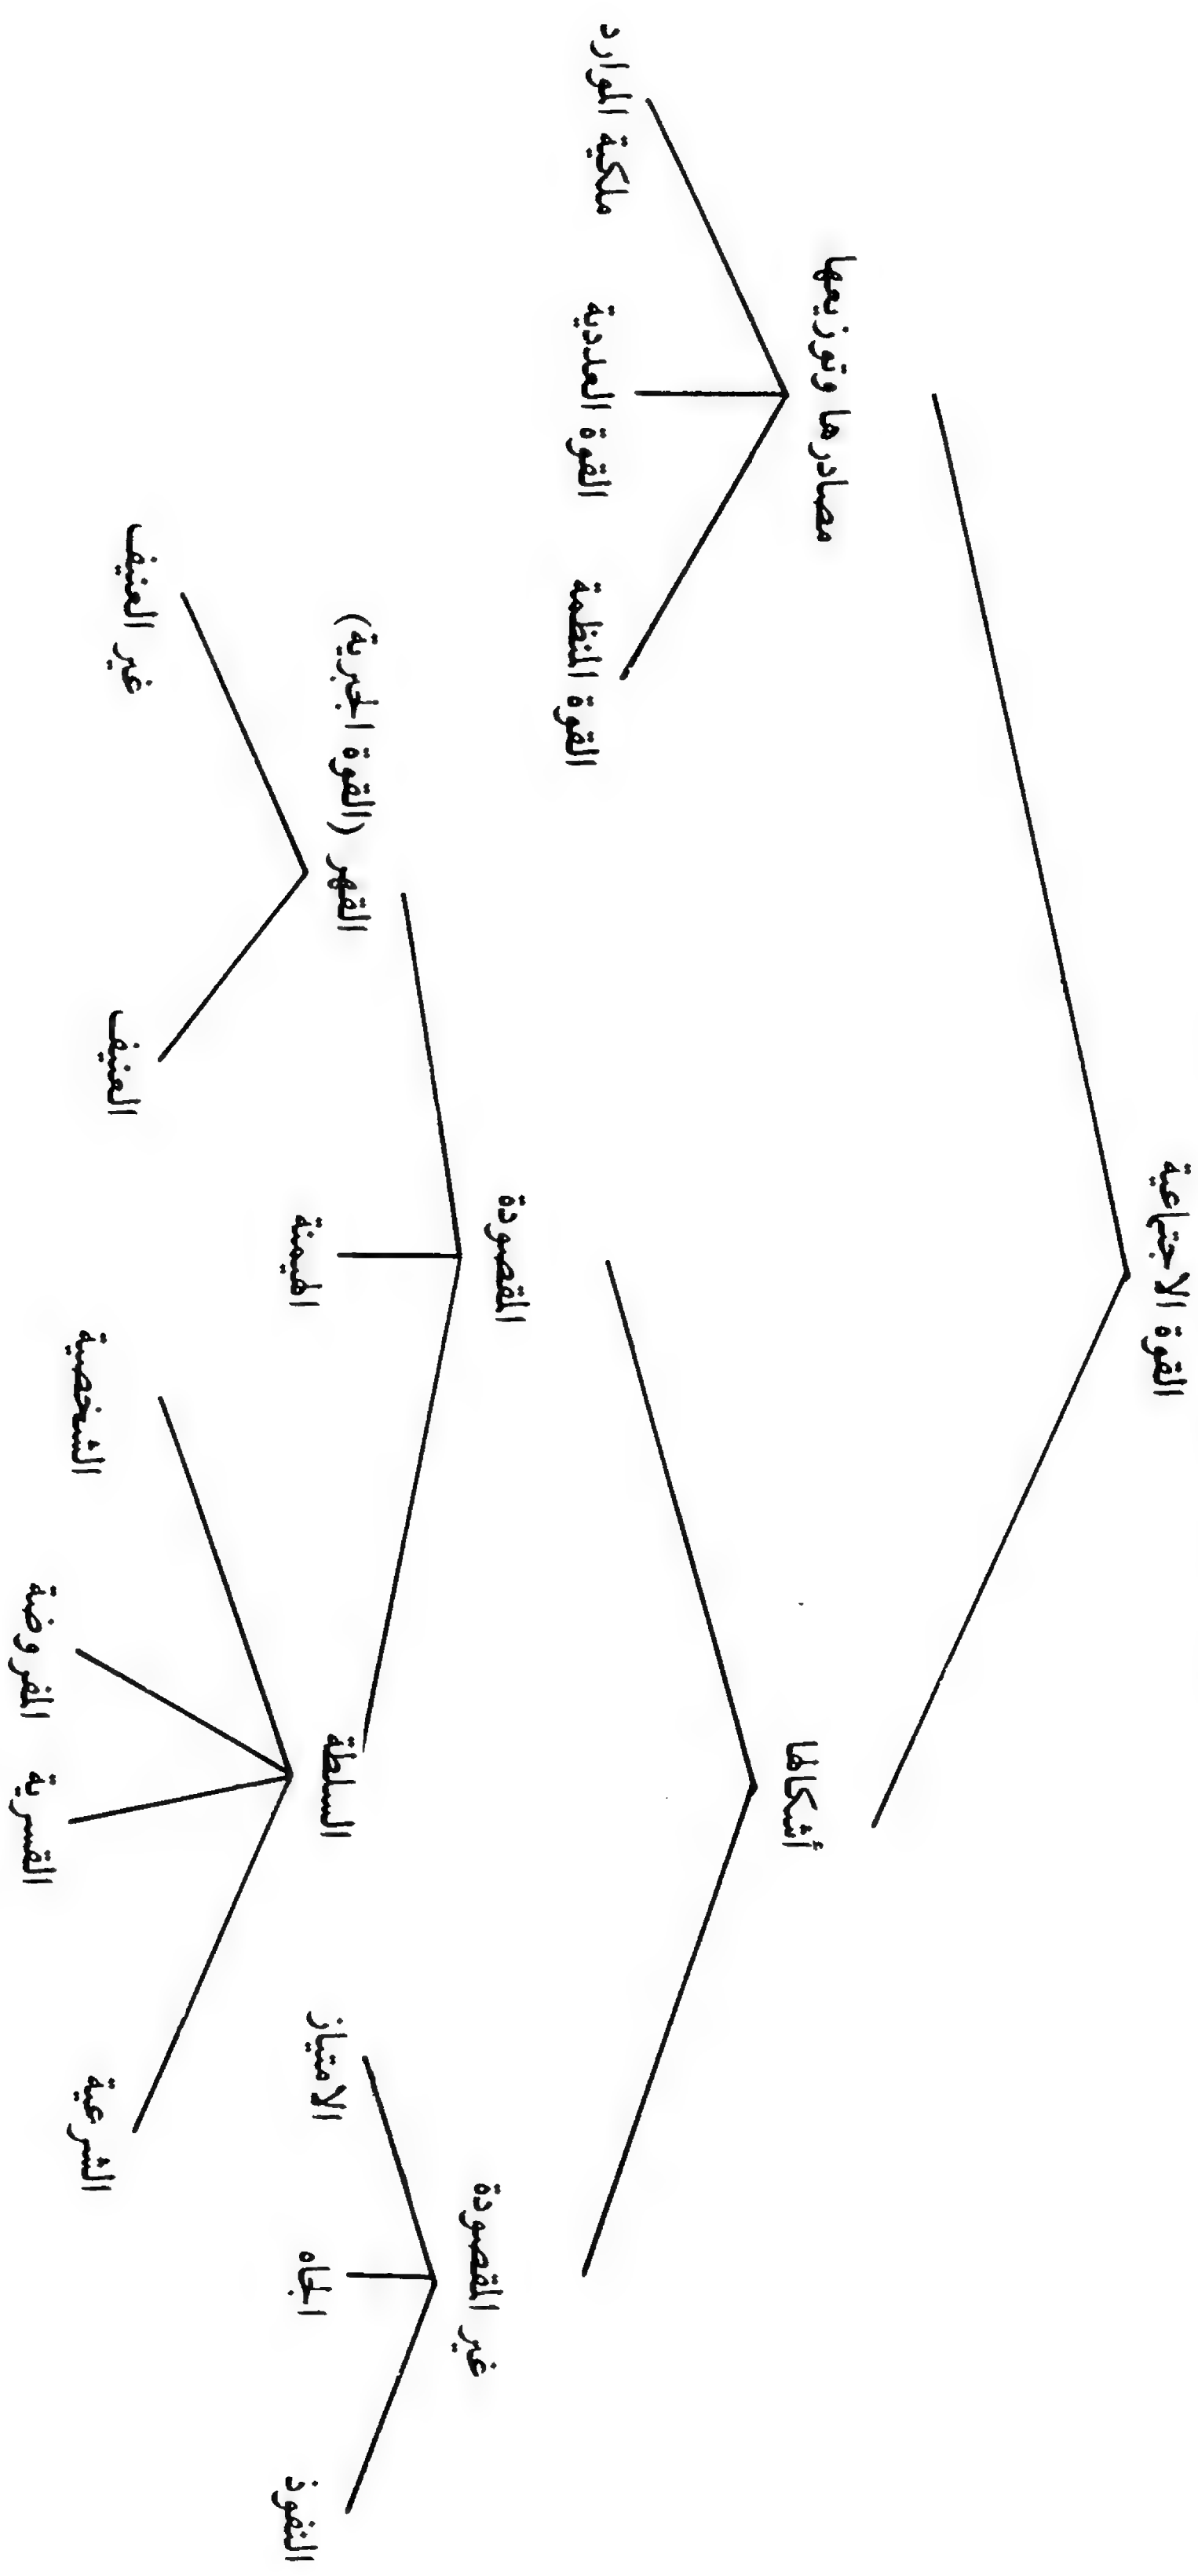 القوة الاجتماعية
أشكالها
مصادرها وتوزيعها
القوة المنظمة
القوة العددية
ملكية الموارد
غير المقصودة
المقصودة
النفوذ
الجاه
الامتياز
السلطة
الهيمنة
القهر (القوة الجبرية)
الشرعية
القسرية
المفروضة
الشخصية
العنيف
غير العنيف